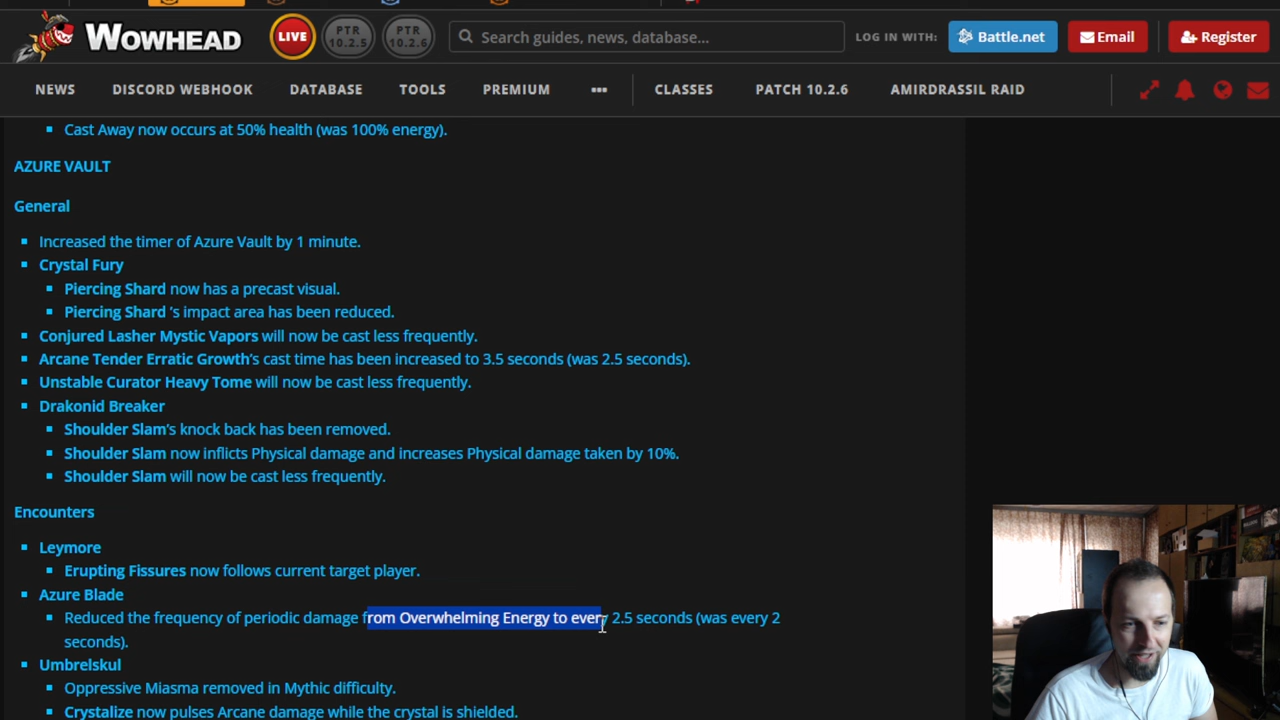 WOWHEAD
LIVE
PTR
10.2.5
PTR
10.2.6
Search guides, news, database...
LOG IN WITH:
Battle.net
Email
Register
NEWS
DISCORD WEBHOOK
DATABASE
TOOLS
PREMIUM
•••
CLASSES
PATCH 10.2.6
AMIRDRASSIL RAID
Cast Away now occurs at 50% health (was 100% energy).
AZURE VAULT
General
Increased the timer of Azure Vault by 1 minute.
Crystal Fury
Piercing Shard now has a precast visual.
Piercing Shard 's impact area has been reduced.
Conjured Lasher Mystic Vapors will now be cast less frequently.
Arcane Tender Erratic Growth's cast time has been increased to 3.5 seconds (was 2.5 seconds).
Unstable Curator Heavy Tome will now be cast less frequently.
Drakonid Breaker
Shoulder Slam's knock back has been removed.
Shoulder Slam now inflicts Physical damage and increases Physical damage taken by 10%.
Shoulder Slam will now be cast less frequently.
Encounters
Leymore
Erupting Fissures now follows current target player.
Azure Blade
Reduced the frequency of periodic damage from Overwhelming Energy to every 2.5 seconds (was every 2
seconds).
Umbrelskul
Oppressive Miasma removed in Mythic difficulty.
Crystalize now pulses Arcane damage while the crystal is shielded.